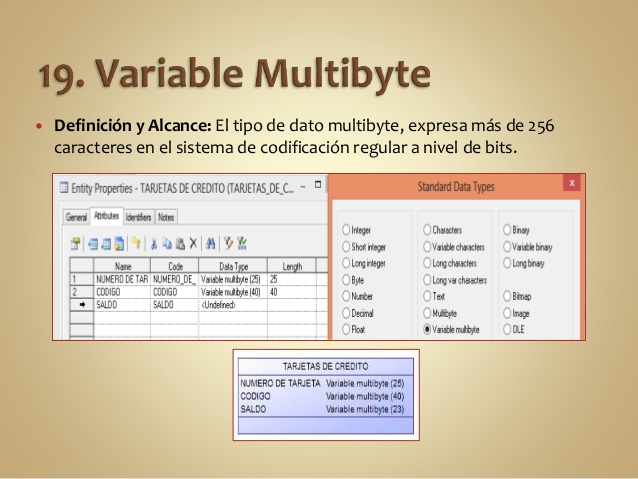 19. Variable Multibyte
• Definición y Alcance: El tipo de dato multibyte, expresa más de 256
caracteres en el sistema de codificación regular a nivel de bits.
Entity Properties - TARJETAS DE CREDITO (TARJETAS_DE_C...
General Attributes Identifiers Notes
Name Code Data Type Length
1 NUMERO DE TAR NUMERO_DE_ Variable multibyte (25) 25
2 CODIGO CODIGO Variable multibyte (40) 40
SALDO SALDO <Undefined>
Standard Data Types
x
Integer Characters Binary
Short integer Variable characters Variable binary
Long integer Long characters Long binary
Byte Long var characters
Number Text Bitmap
Decimal Multibyte Image
Float Variable multibyte OLE
TARJETAS DE CREDITO
NUMERO DE TARJETA Variable multibyte (25)
CODIGO Variable multibyte (40)
SALDO Variable multibyte (23)